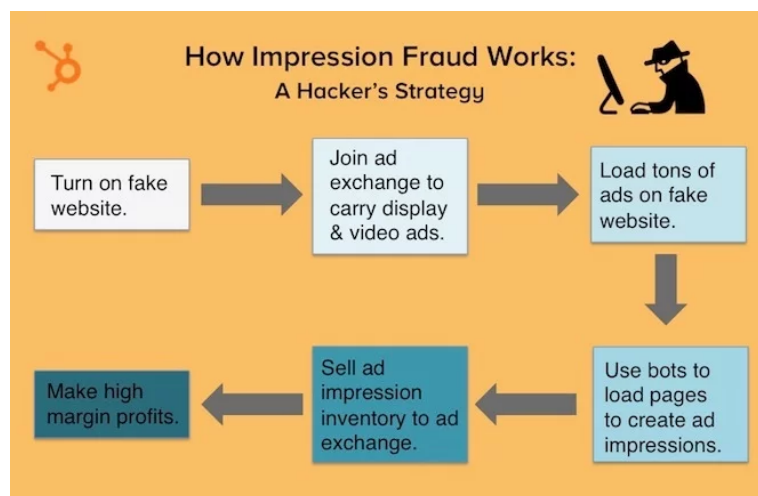 How Impression Fraud Works:
A Hacker's Strategy
Turn on fake
website.
Join ad
exchange to
carry display
& video ads.
Load tons of
ads on fake
website.
Use bots to
load pages
to create ad
impressions.
Sell ad
impression
inventory to ad
exchange.
Make high
margin profits.